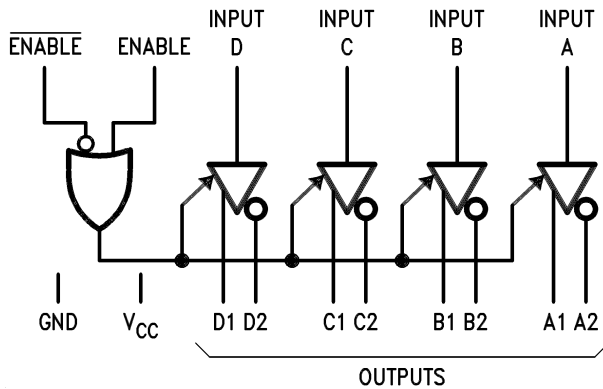 INPUT INPUT INPUT INPUT
ENABLE ENABLE D C B A
GND VCC D1 D2 C1 C2 B1 B2 A1 A2
OUTPUTS